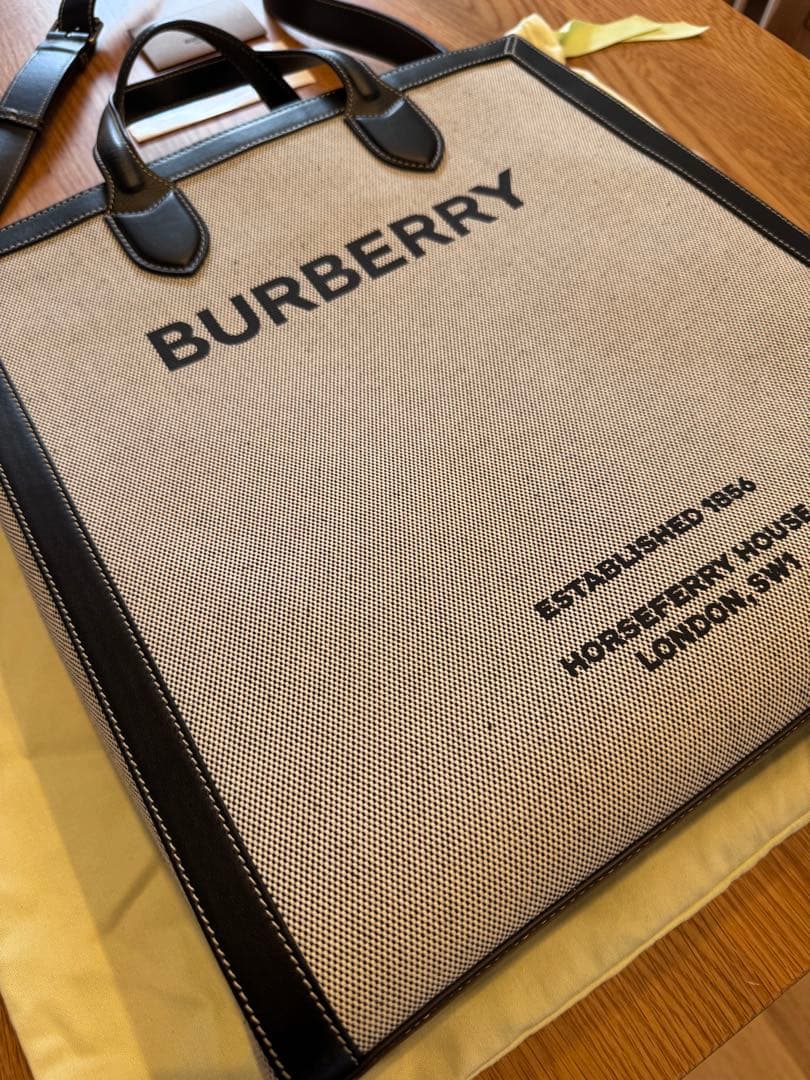 BURBERRY
ESTABLISHED 1856
HORSEFERRY HOUSE
LONDON, SW1